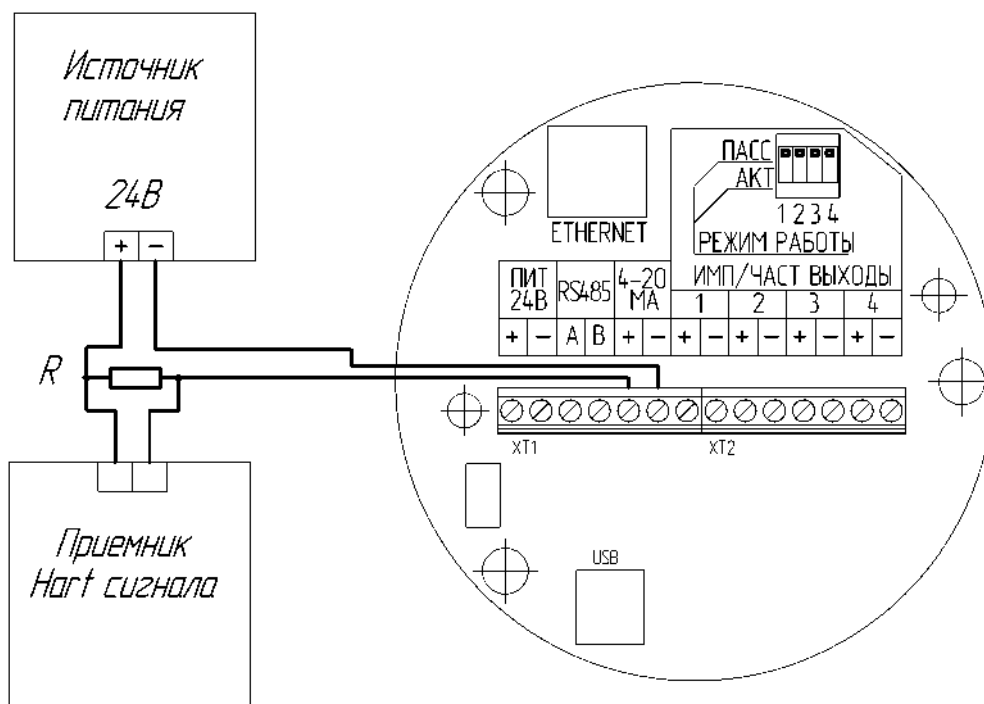 Источник
питания
24В
+ −
R
Приемник
Hart сигнала
ПАСС
АКТ
1 2 3 4
РЕЖИМ РАБОТЫ
ETHERNET
ИМП/ЧАСТ ВЫХОДЫ
ПИТ
24В
RS485
4-20
МА
1 2 3 4
+ − A B + − + − + − + − + −
XT1 XT2
USB